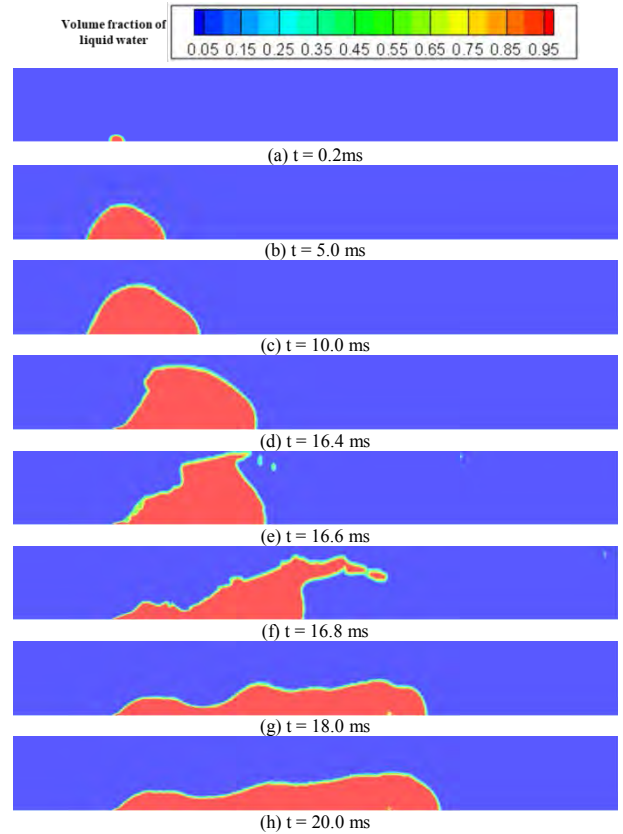 Volume fraction of
liquid water
0.05 0.15 0.25 0.35 0.45 0.55 0.65 0.75 0.85 0.95
(a) t = 0.2ms
(b) t = 5.0 ms
(c) t = 10.0 ms
(d) t = 16.4 ms
(e) t = 16.6 ms
(f) t = 16.8 ms
(g) t = 18.0 ms
(h) t = 20.0 ms